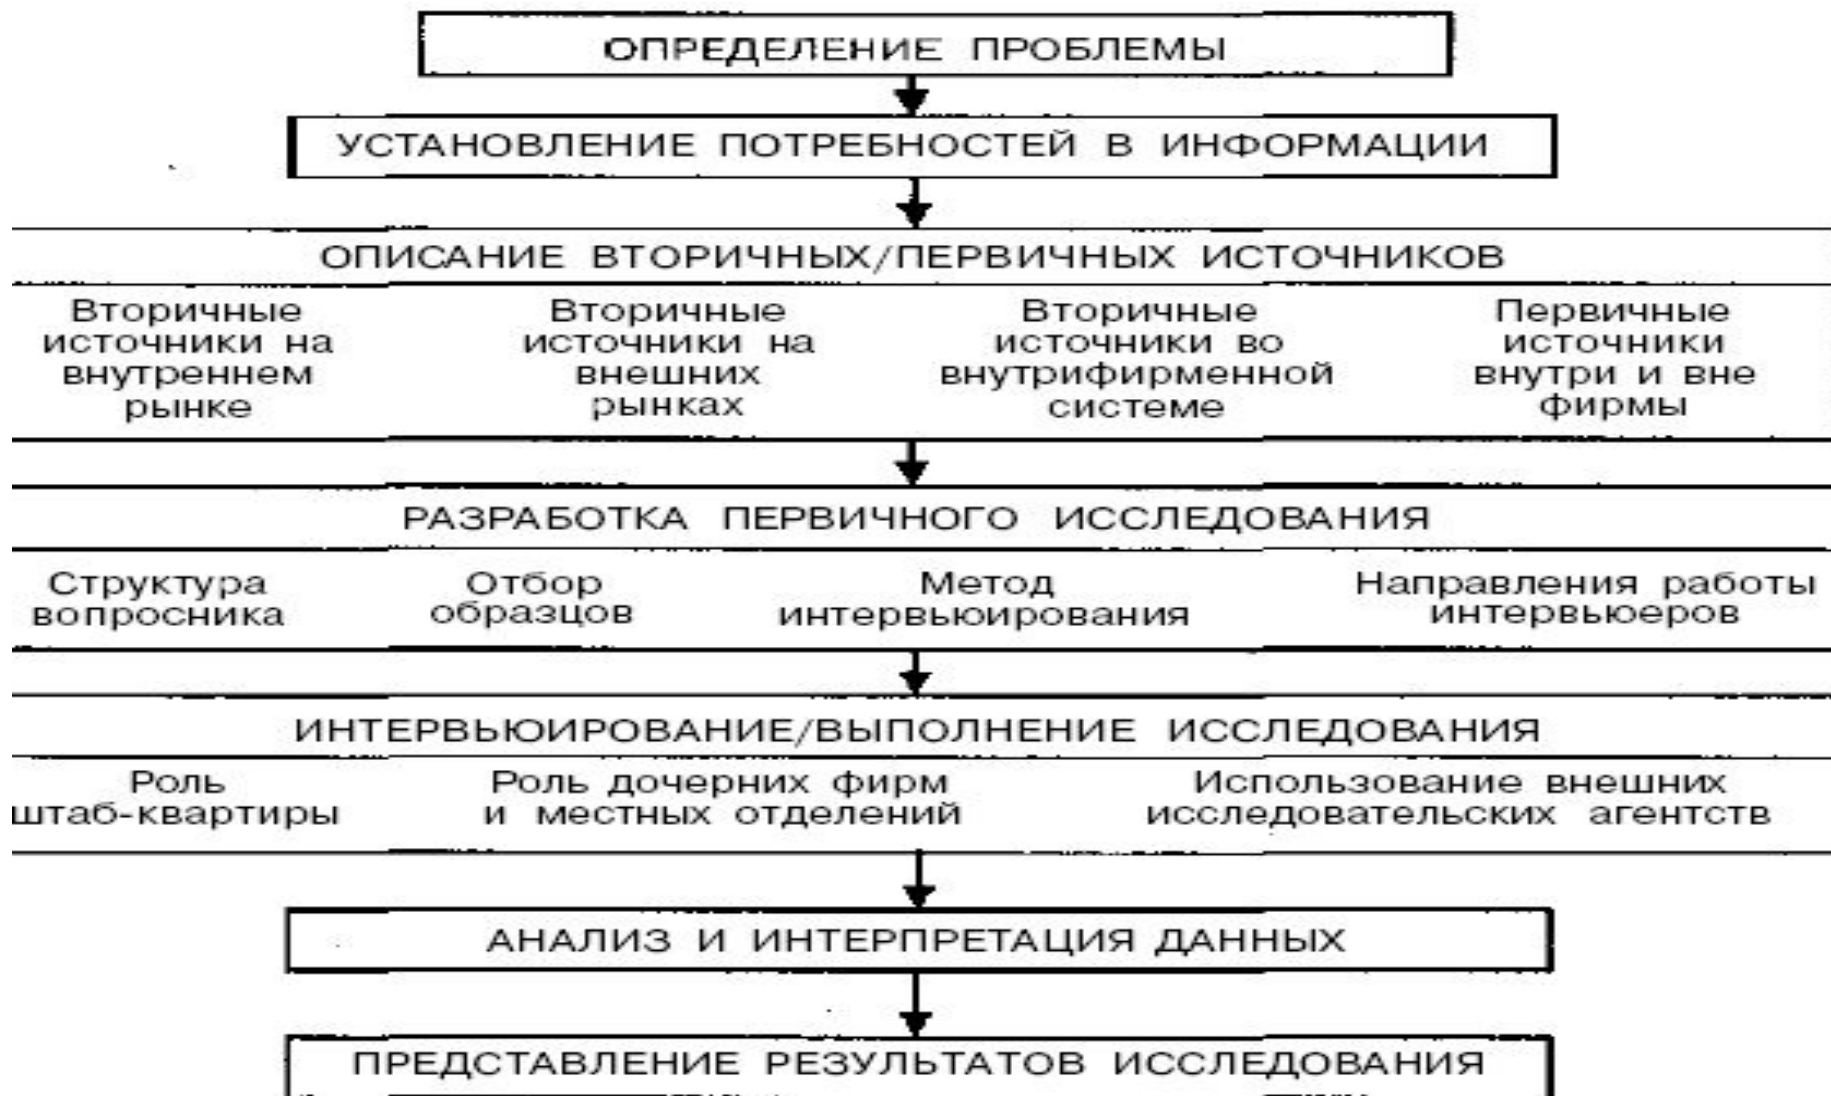 ОПРЕДЕЛЕНИЕ ПРОБЛЕМЫ
УСТАНОВЛЕНИЕ ПОТРЕБНОСТЕЙ В ИНФОРМАЦИИ
ОПИСАНИЕ ВТОРИЧНЫХ/ПЕРВИЧНЫХ ИСТОЧНИКОВ
Вторичные
источники на
внутреннем
рынке
Вторичные
источники на
внешних
рынках
Вторичные
источники во
внутрифирменной
системе
Первичные
источники
внутри и вне
фирмы
РАЗРАБОТКА ПЕРВИЧНОГО ИССЛЕДОВАНИЯ
Структура
вопросника
Отбор
образцов
Метод
интервьюирования
Направления работы
интервьюеров
ИНТЕРВЬЮИРОВАНИЕ/ВЫПОЛНЕНИЕ ИССЛЕДОВАНИЯ
Роль
штаб-квартиры
Роль дочерних фирм
и местных отделений
Использование внешних
исследовательских агентств
АНАЛИЗ И ИНТЕРПРЕТАЦИЯ ДАННЫХ
ПРЕДСТАВЛЕНИЕ РЕЗУЛЬТАТОВ ИССЛЕДОВАНИЯ